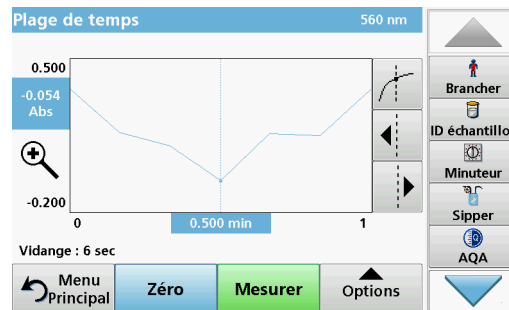 Plage de temps 560 nm
0.500
-0.054
Abs
-0.200
0 0.500 min 1
Vidange : 6 sec
Menu
Principal
Zéro
Mesurer
Options
Brancher
ID échantillo
Minuteur
Sipper
AQA